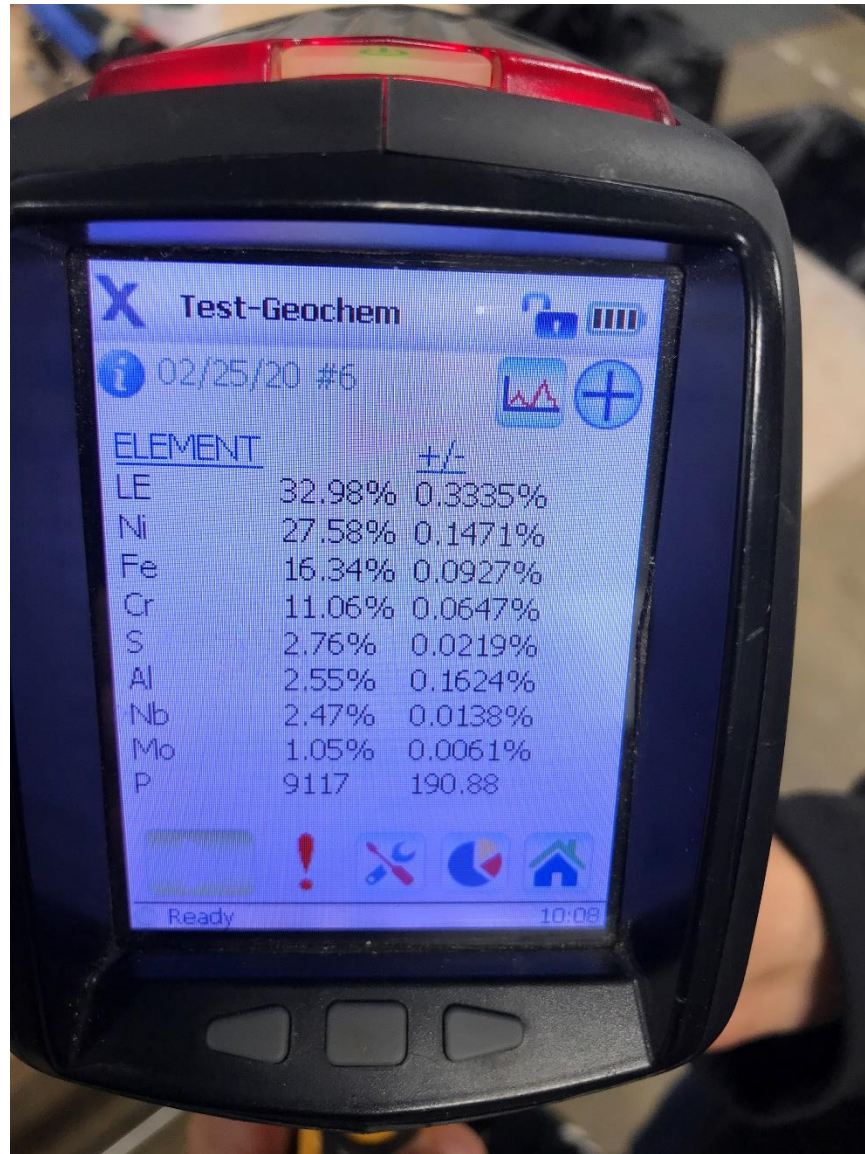 X Test-Geochem
i 02/25/20 #6
ELEMENT +/-
LE 32.98% 0.3335%
Ni 27.58% 0.1471%
Fe 16.34% 0.0927%
Cr 11.06% 0.0647%
S 2.76% 0.0219%
Al 2.55% 0.1624%
Nb 2.47% 0.0138%
Mo 1.05% 0.0061%
P 9117 190.88
Ready 10:08